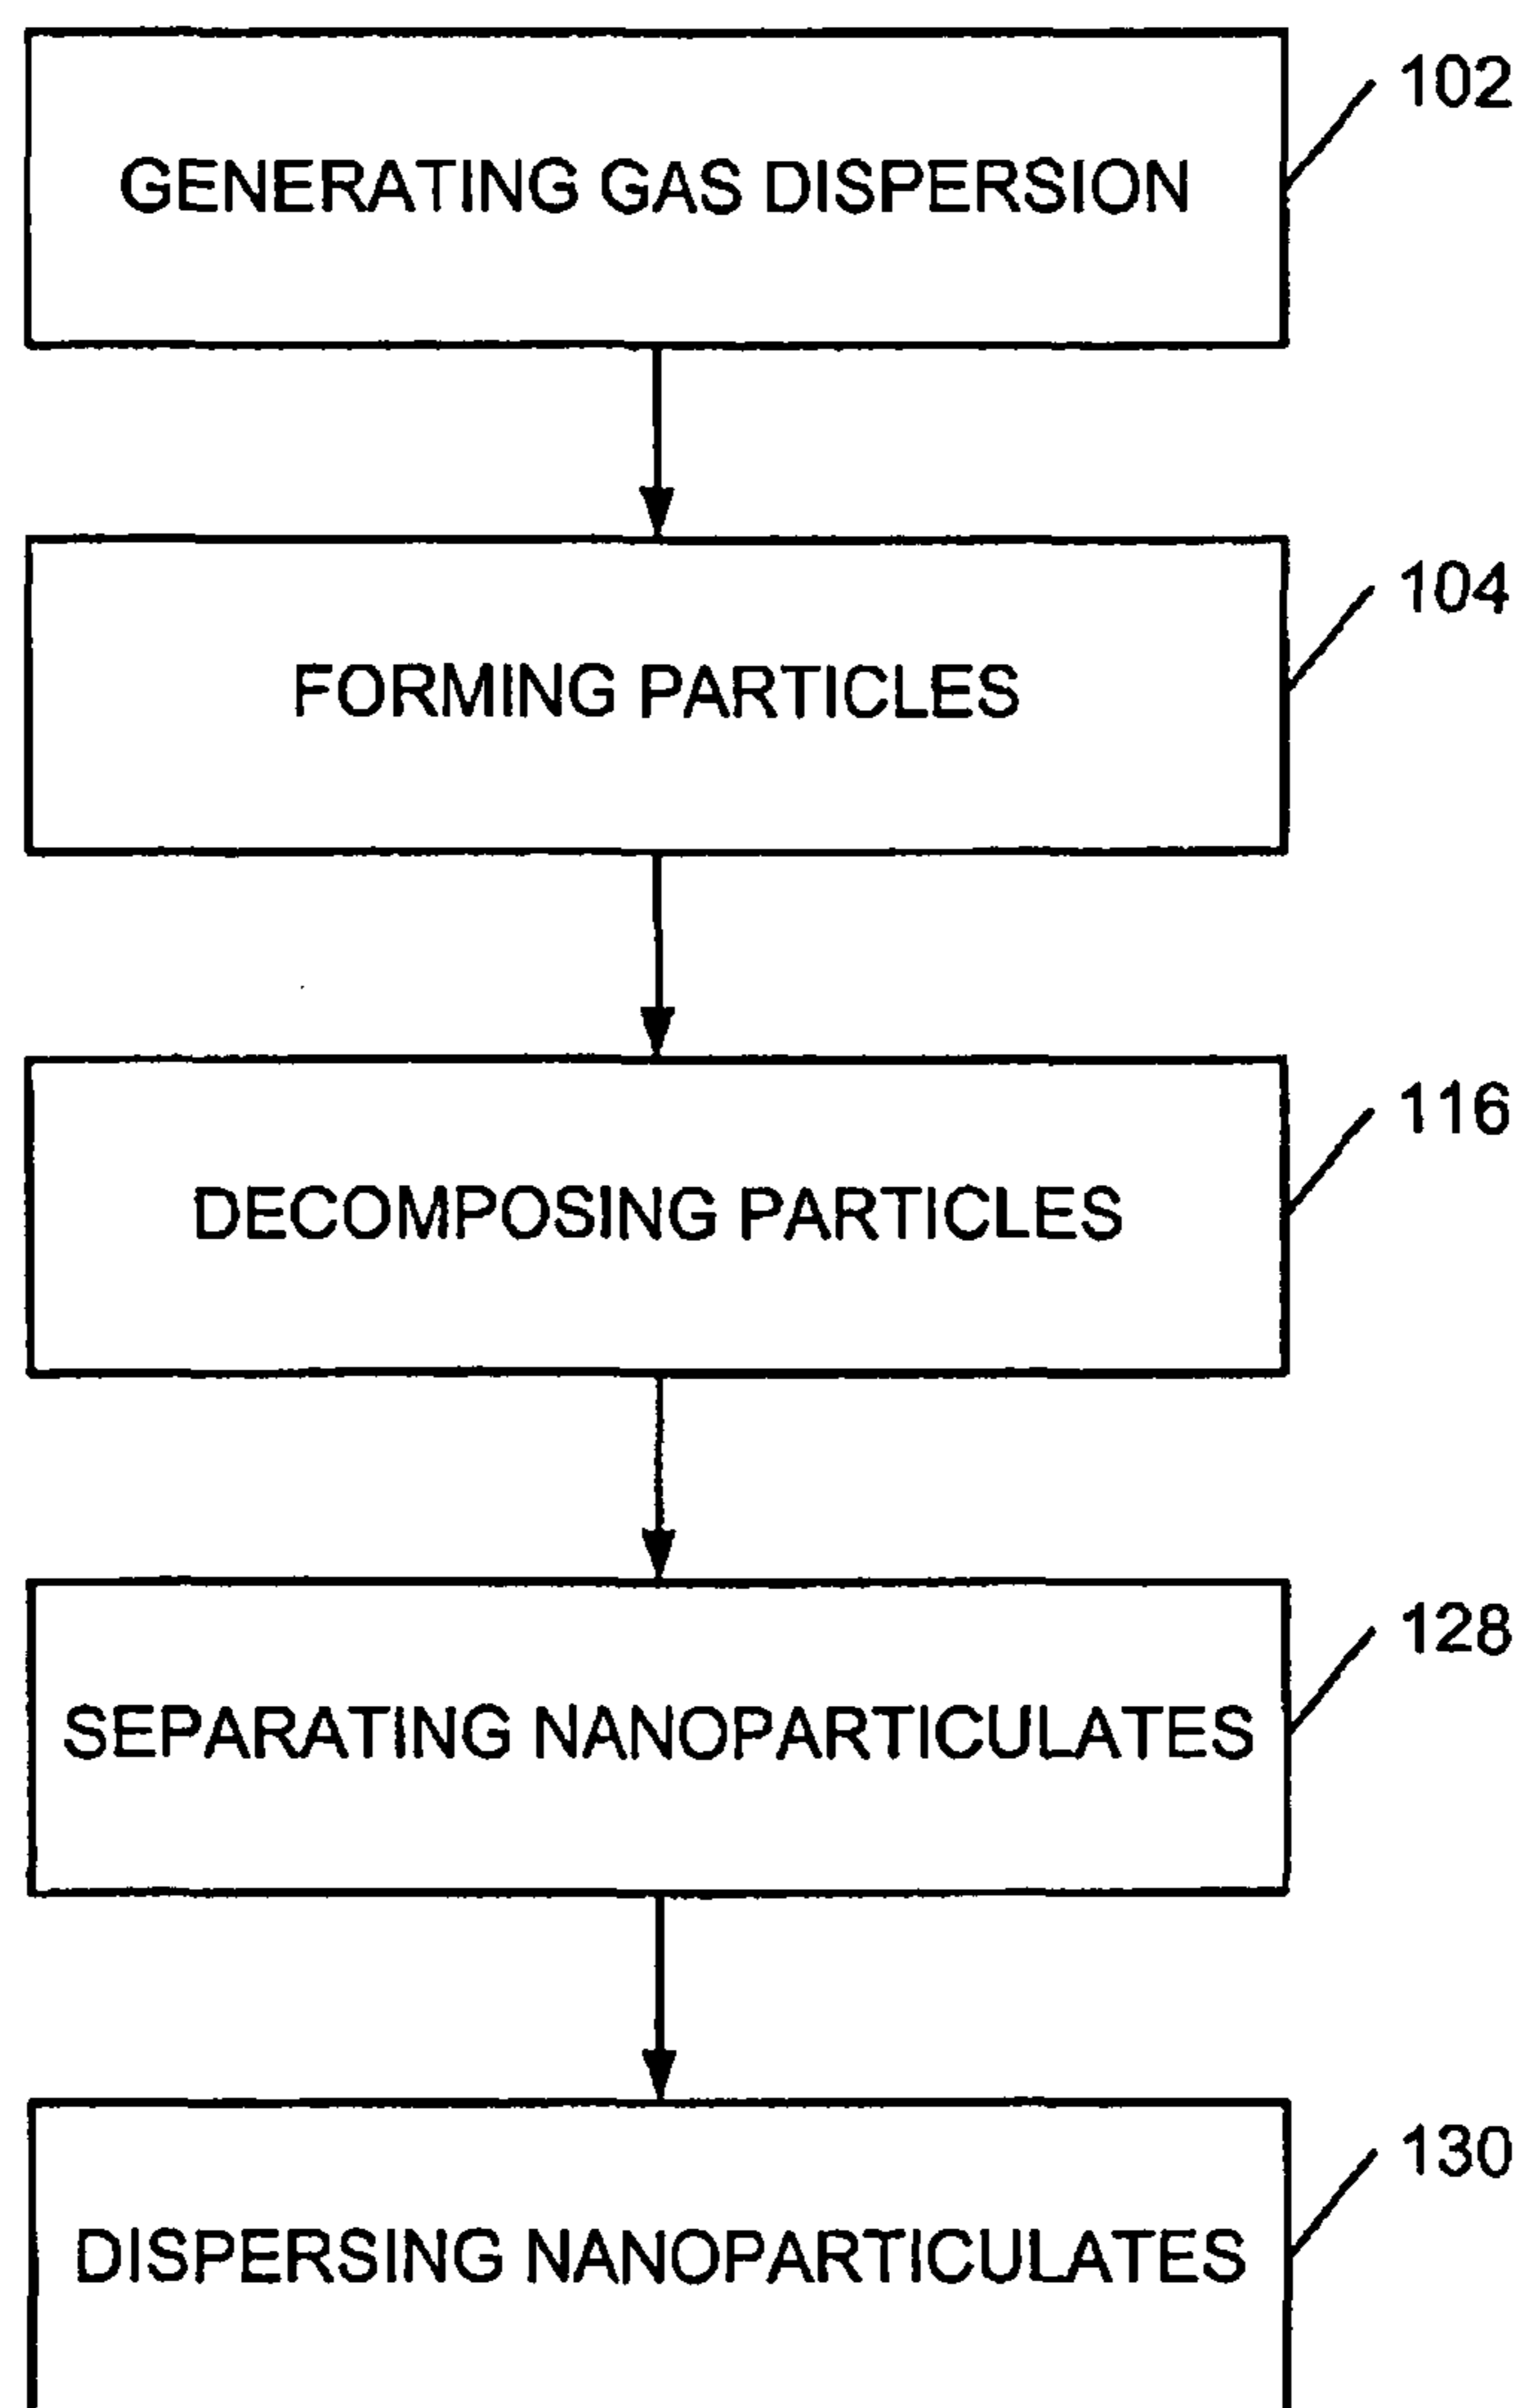 102
GENERATING GAS DISPERSION
104
FORMING PARTICLES
116
DECOMPOSING PARTICLES
128
SEPARATING NANOPARTICULATES
130
DISPERSING NANOPARTICULATES